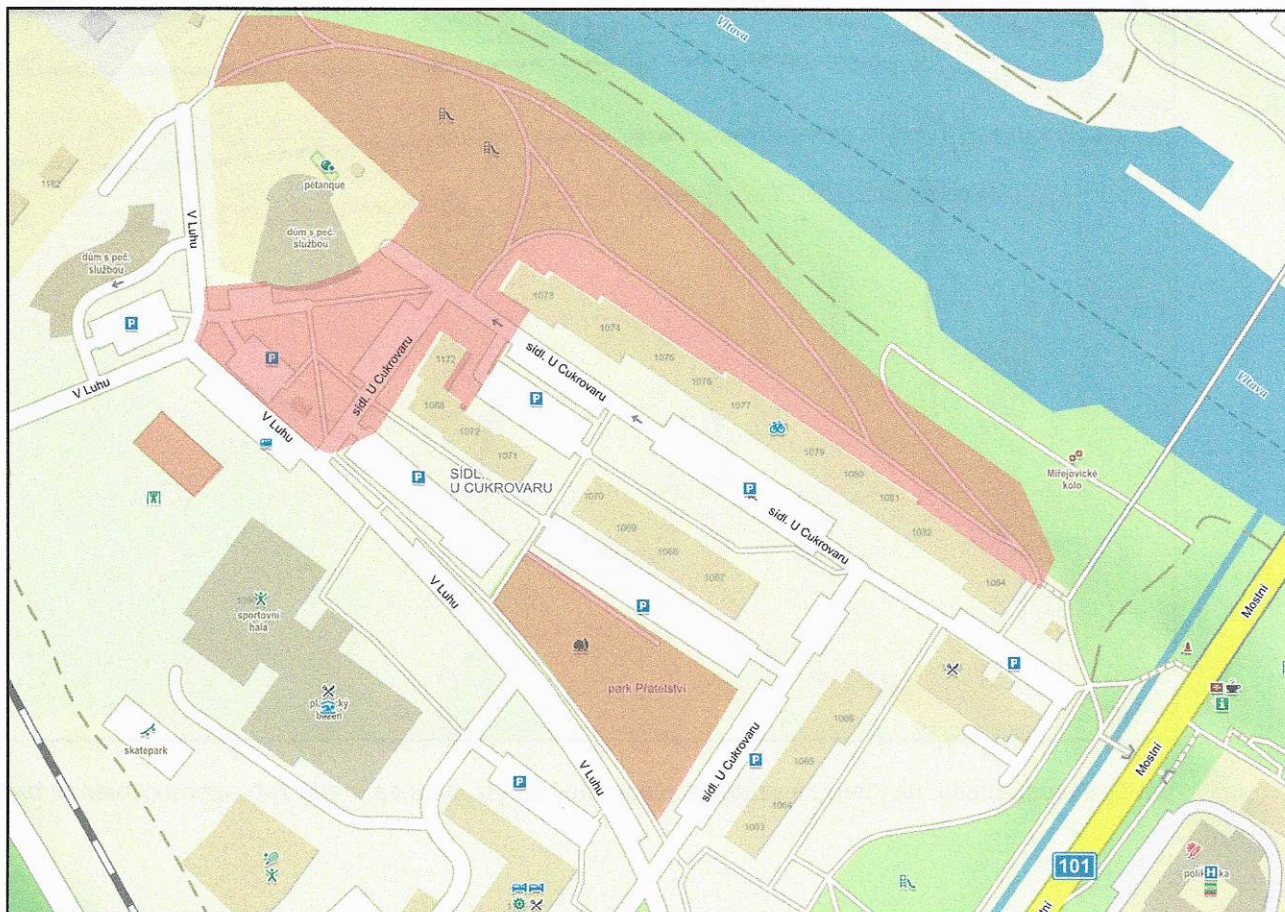 Vltava
1182
pétanque
V Luhu
dům s peč.
službou
dům s peč.
službou
P
1073
1074
1075
1076
1077
1079
1080
1081
1082
1084
sídl. U Cukrovaru
P
V Luhu
sídl. U Cukrovaru
1172
1088
1072
1071
P
V Luhu
P
SÍDL.
U CUKROVARU
P
sídl. U Cukrovaru
Vltava
Miřejovické
kolo
1070
1069
1068
1067
V Luhu
P
sportovní
hala
park Přátelství
P
Mostní
skatepark
1066
1065
1064
1063
P
sídl. U Cukrovaru
V Luhu
P
Mostní
101
H
Mostní